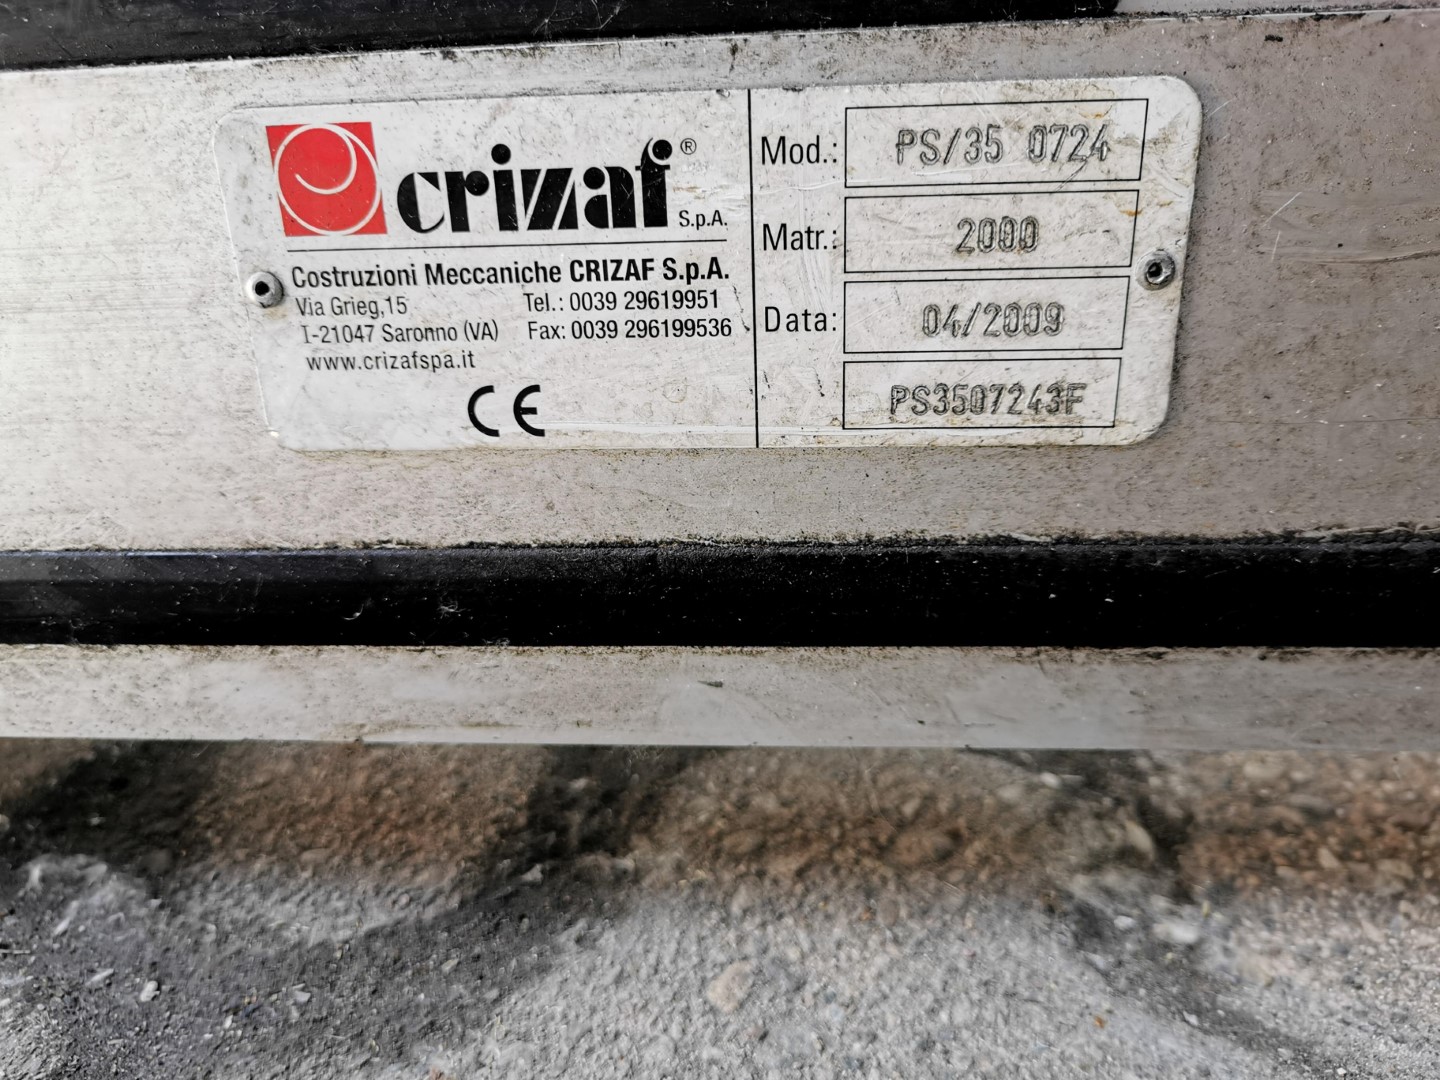 crizaf® S.p.A.
Costruzioni Meccaniche CRIZAF S.p.A.
Via Grieg,15 Tel.: 0039 29619951
I-21047 Saronno (VA) Fax: 0039 296199536
www.crizafspa.it
CE
Mod.: PS/35 0724
Matr.: 2000
Data: 04/2009
PS3507243F